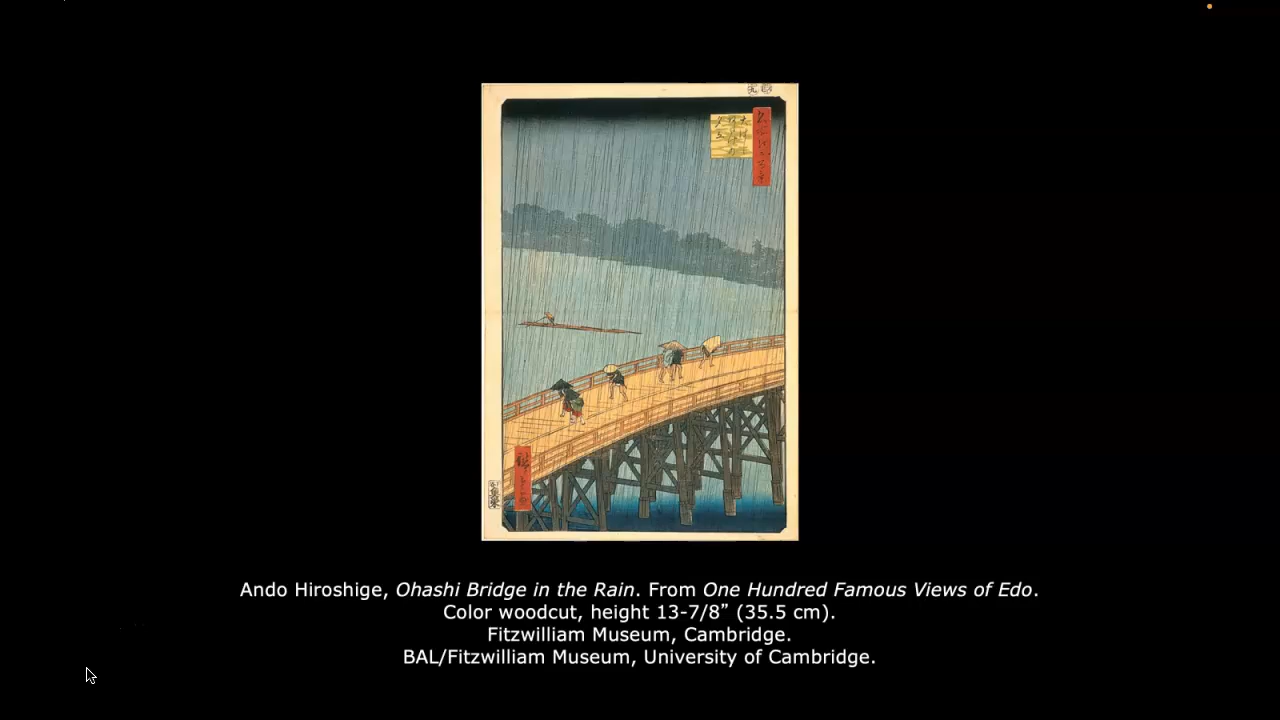 Ando Hiroshige, Ohashi Bridge in the Rain. From One Hundred Famous Views of Edo.
Color woodcut, height 13-7/8” (35.5 cm).
Fitzwilliam Museum, Cambridge.
BAL/Fitzwilliam Museum, University of Cambridge.